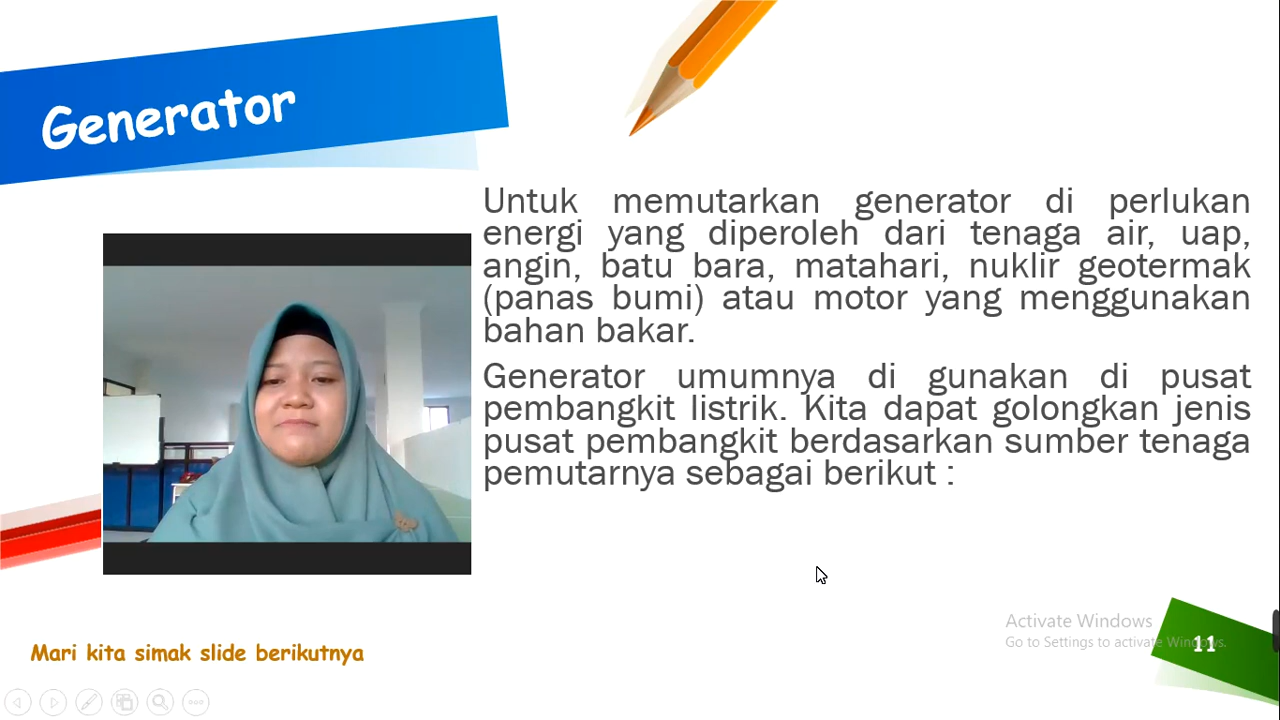 Generator
Untuk memutarkan generator di perlukan
energi yang diperoleh dari tenaga air, uap,
angin, batu bara, matahari, nuklir geotermak
(panas bumi) atau motor yang menggunakan
bahan bakar.
Generator umumnya di gunakan di pusat
pembangkit listrik. Kita dapat golongkan jenis
pusat pembangkit berdasarkan sumber tenaga
pemutarnya sebagai berikut :
Activate Windows
Go to Settings to activate Windows.
11
Mari kita simak slide berikutnya